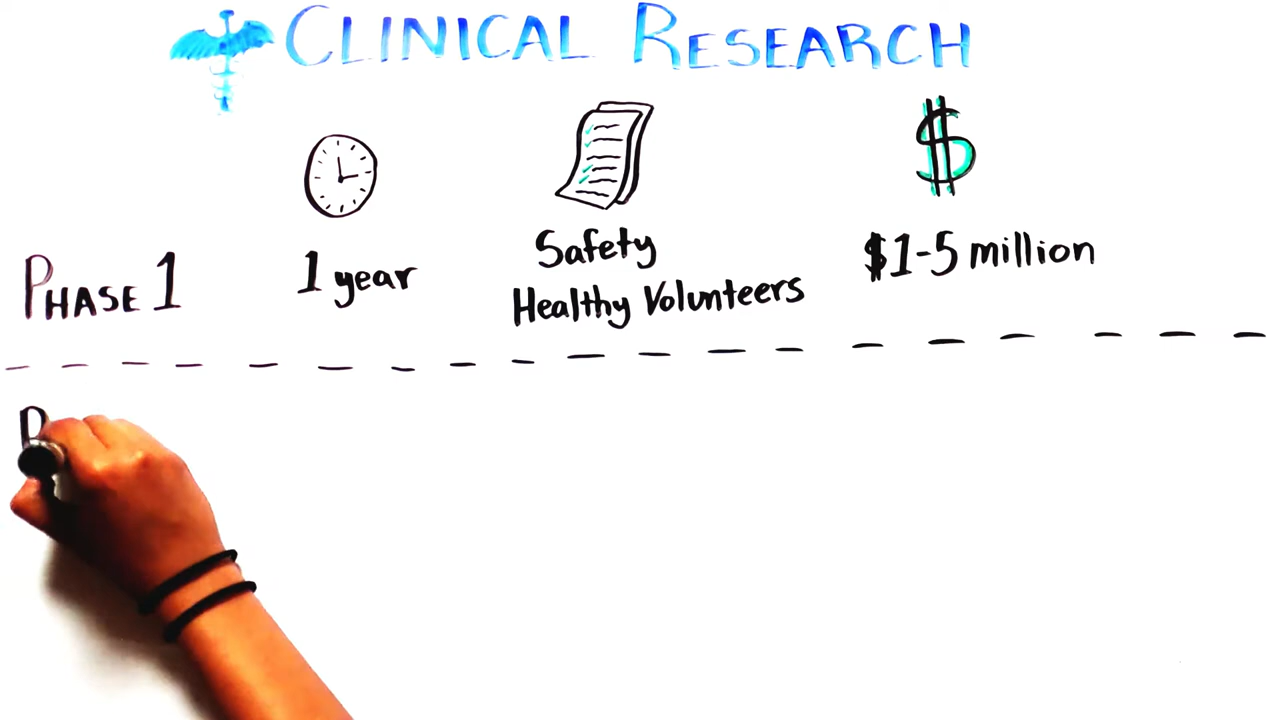 CLINICAL RESEARCH
$
PHASE 1
1 year
Safety
Healthy Volunteers
$1-5 million
P